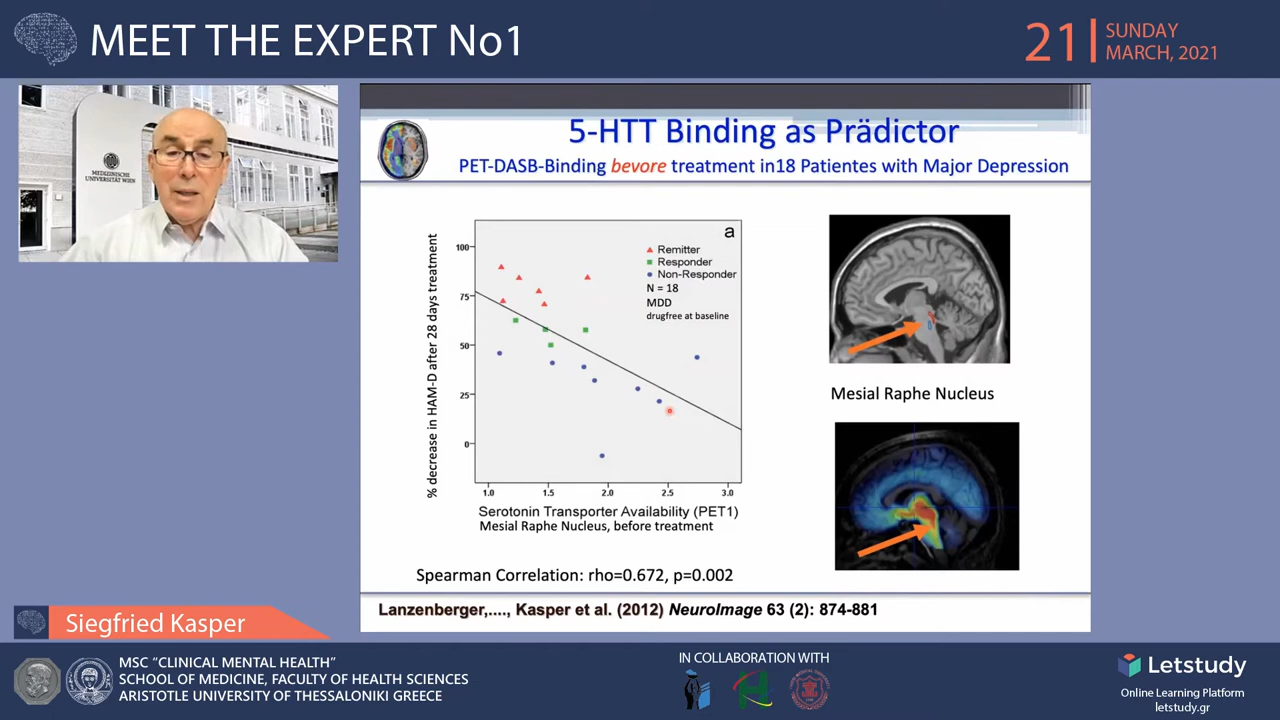 MEET THE EXPERT No1
21
SUNDAY
MARCH, 2021
MEDIZINISCHE
UNIVERSITÄT WIEN
5-HTT Binding as Prädictor
PET-DASB-Binding bevore treatment in18 Patientes with Major Depression
% decrease in HAM-D after 28 days treatment
a
100
75
50
25
0
Remitter
Responder
Non-Responder
N = 18
MDD
drugfree at baseline
1.0 1.5 2.0 2.5 3.0
Serotonin Transporter Availability (PET1)
Mesial Raphe Nucleus, before treatment
Mesial Raphe Nucleus
Spearman Correlation: rho=0.672, p=0.002
Lanzenberger,...., Kasper et al. (2012) NeuroImage 63 (2): 874-881
Siegfried Kasper
MSC “CLINICAL MENTAL HEALTH”
SCHOOL OF MEDICINE, FACULTY OF HEALTH SCIENCES
ARISTOTLE UNIVERSITY OF THESSALONIKI GREECE
IN COLLABORATION WITH
Letstudy
Online Learning Platform
letstudy.gr